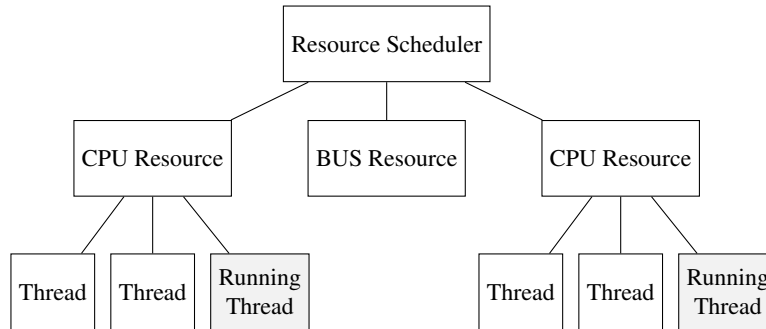 Resource Scheduler
CPU Resource
BUS Resource
CPU Resource
Thread
Thread
Running
Thread
Thread
Thread
Running
Thread